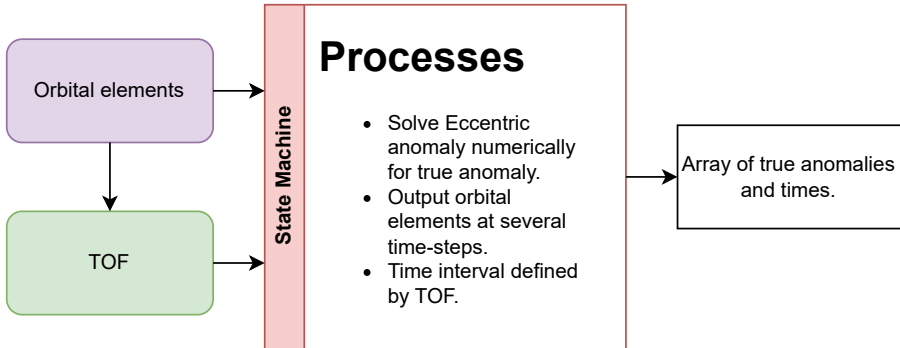 Orbital elements
TOF
State Machine
Processes
• Solve Eccentric
anomaly numerically
for true anomaly.
• Output orbital
elements at several
time-steps.
• Time interval defined
by TOF.
Array of true anomalies
and times.